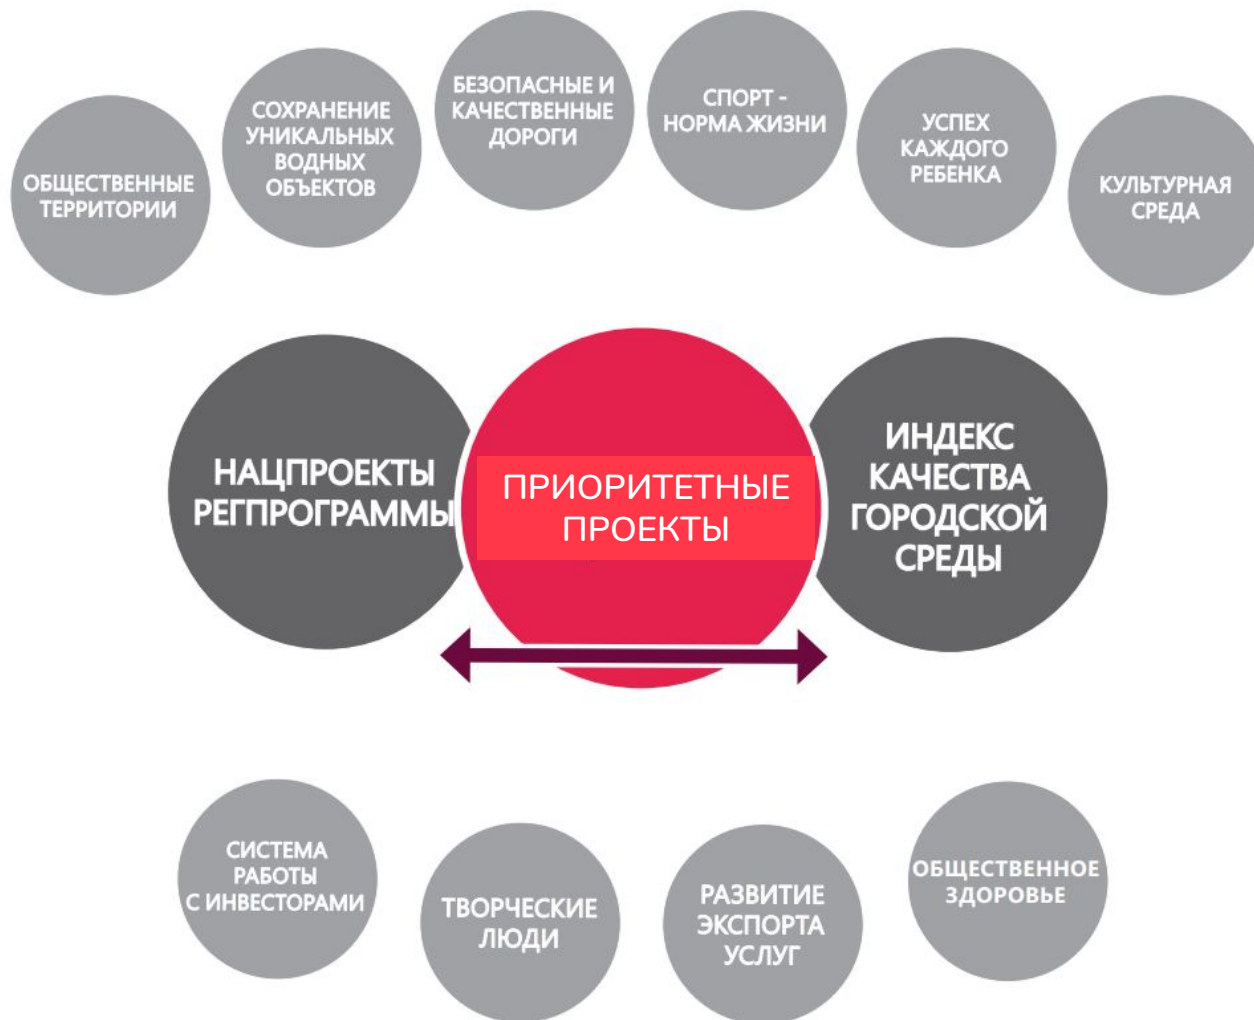 ОБЩЕСТВЕННЫЕ
ТЕРРИТОРИИ
СОХРАНЕНИЕ
УНИКАЛЬНЫХ
ВОДНЫХ
ОБЪЕКТОВ
БЕЗОПАСНЫЕ И
КАЧЕСТВЕННЫЕ
ДОРОГИ
СПОРТ -
НОРМА ЖИЗНИ
УСПЕХ
КАЖДОГО
РЕБЕНКА
КУЛЬТУРНАЯ
СРЕДА
НАЦПРОЕКТЫ
РЕГПРОГРАММЫ
ПРИОРИТЕТНЫЕ
ПРОЕКТЫ
ИНДЕКС
КАЧЕСТВА
ГОРОДСКОЙ
СРЕДЫ
СИСТЕМА
РАБОТЫ
С ИНВЕСТОРАМИ
ТВОРЧЕСКИЕ
ЛЮДИ
РАЗВИТИЕ
ЭКСПОРТА
УСЛУГ
ОБЩЕСТВЕННОЕ
ЗДОРОВЬЕ